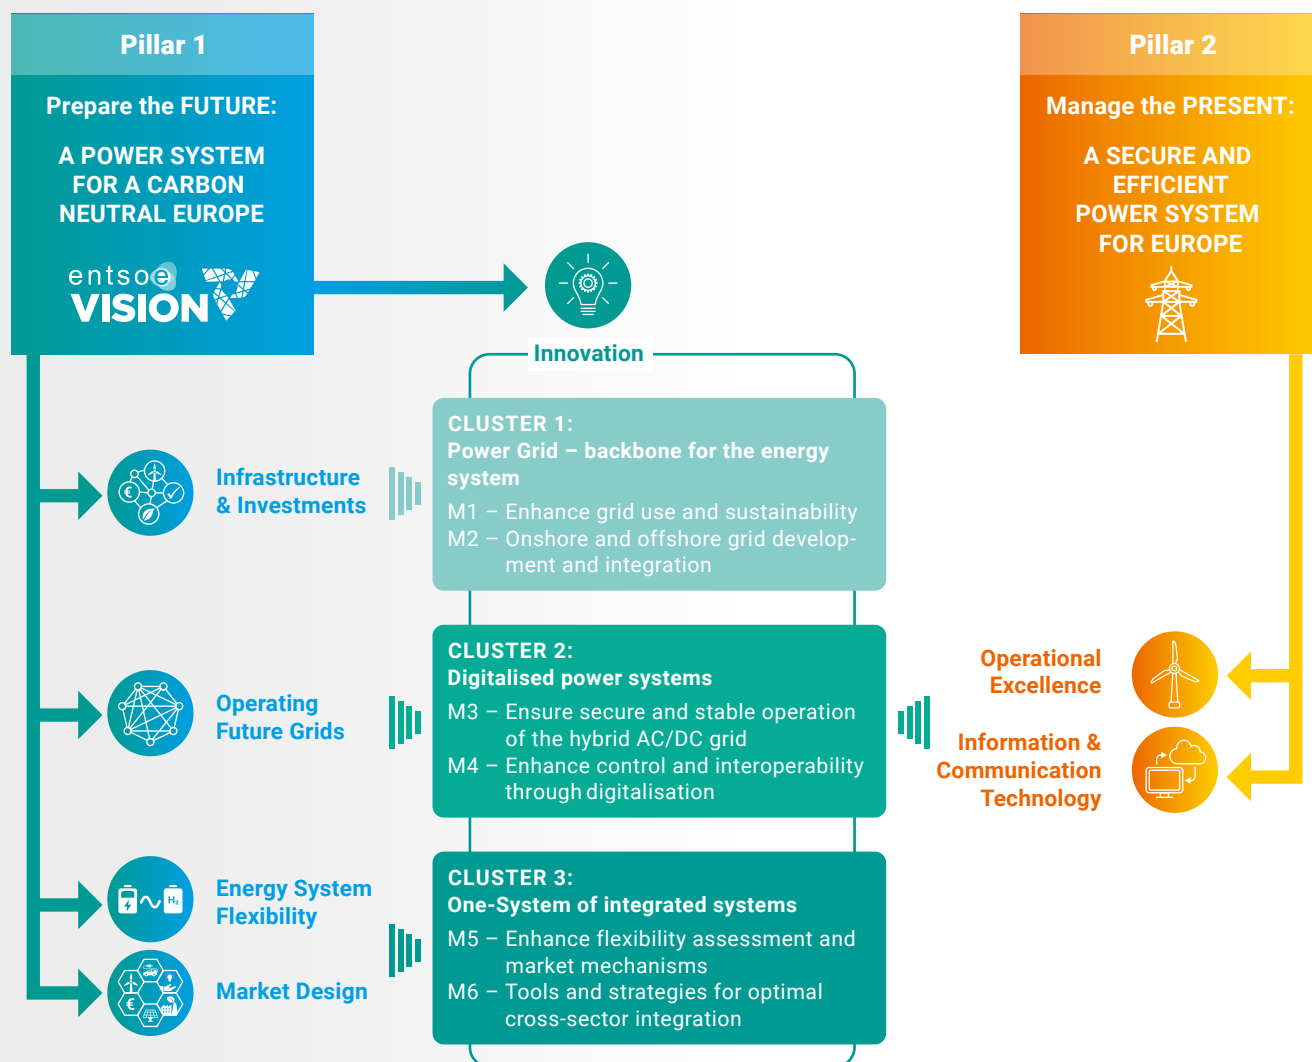 Pillar 1
Prepare the FUTURE:
A POWER SYSTEM
FOR A CARBON
NEUTRAL EUROPE
entsoe
VISION
Innovation
Pillar 2
Manage the PRESENT:
A SECURE AND
EFFICIENT
POWER SYSTEM
FOR EUROPE
€
Infrastructure
& Investments
CLUSTER 1:
Power Grid – backbone for the energy
system
M1 – Enhance grid use and sustainability
M2 – Onshore and offshore grid develop-
ment and integration
Operating
Future Grids
CLUSTER 2:
Digitalised power systems
M3 – Ensure secure and stable operation
of the hybrid AC/DC grid
M4 – Enhance control and interoperability
through digitalisation
Operational
Excellence
Information &
Communication
Technology
H₂
Energy System
Flexibility
€
Market Design
CLUSTER 3:
One-System of integrated systems
M5 – Enhance flexibility assessment and
market mechanisms
M6 – Tools and strategies for optimal
cross-sector integration